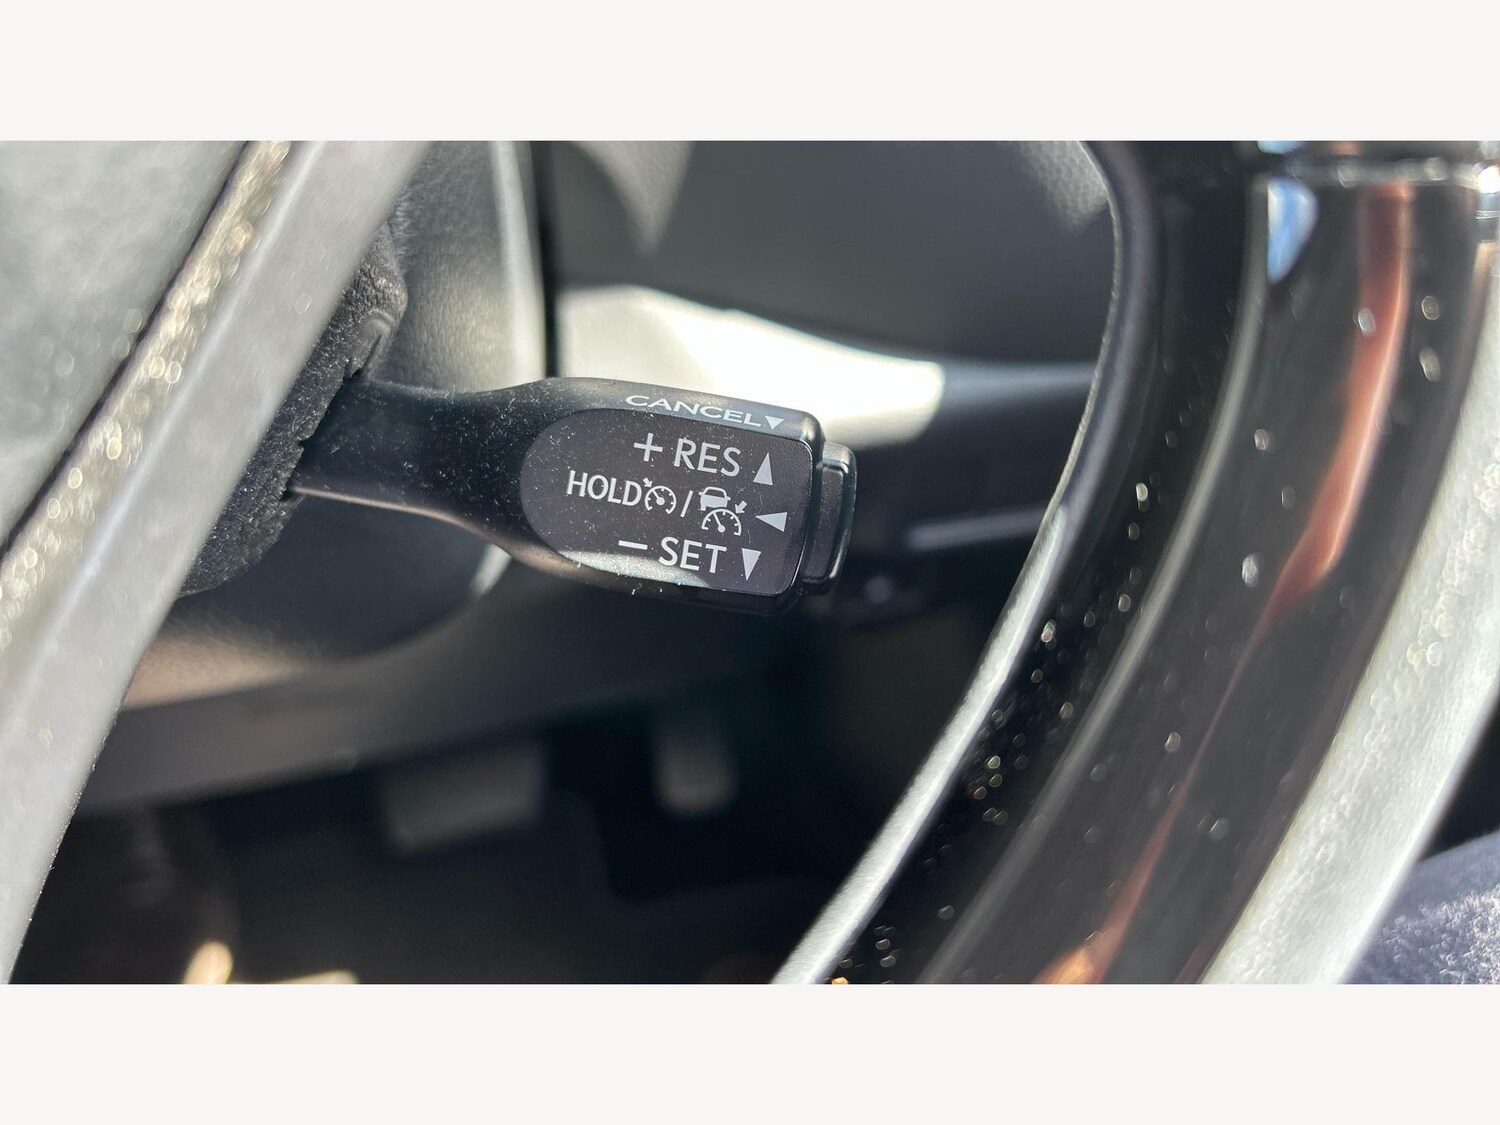 CANCEL▼
+ RES ▲
HOLD / ◀
− SET ▼